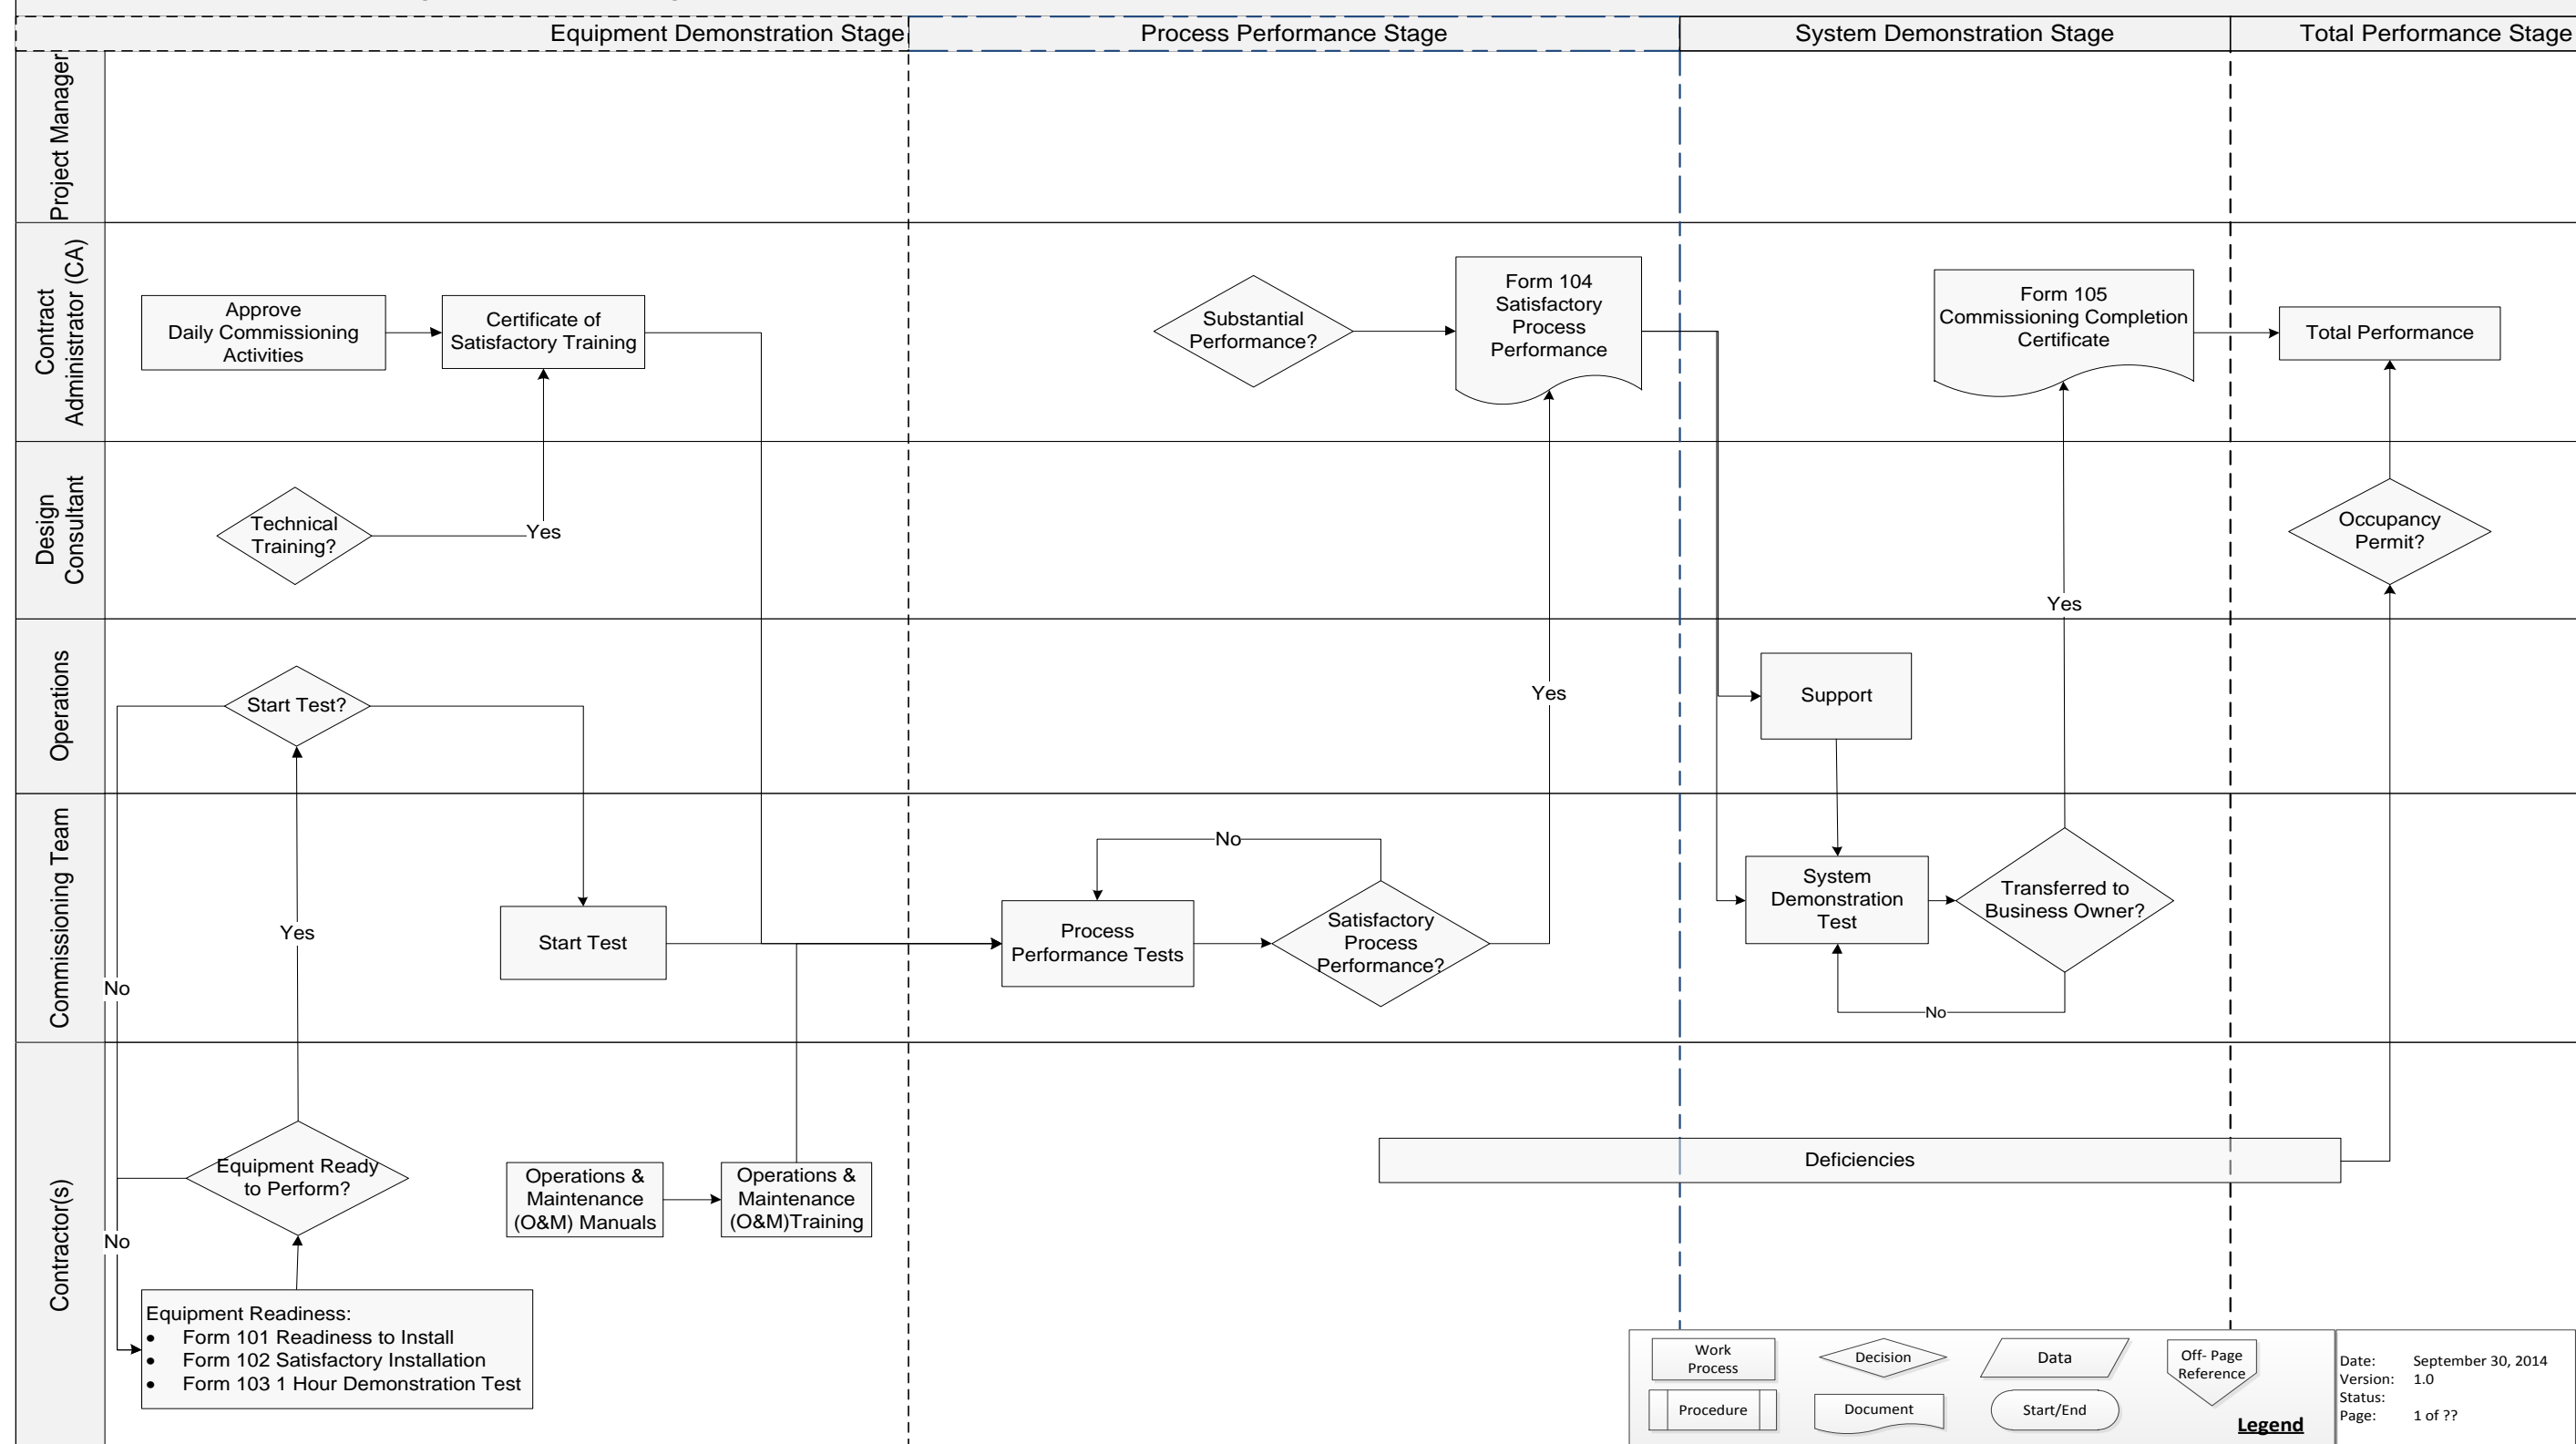 Equipment Demonstration Stage
Process Performance Stage
System Demonstration Stage
Total Performance Stage
Project Manager
Contract
Administrator (CA)
Approve
Daily Commissioning
Activities
Certificate of
Satisfactory Training
Substantial
Performance?
Form 104
Satisfactory
Process
Performance
Form 105
Commissioning Completion
Certificate
Total Performance
Design
Consultant
Technical
Training?
Yes
Yes
Occupancy
Permit?
Operations
Start Test?
Yes
Support
Commissioning Team
No
Yes
Start Test
No
Process
Performance Tests
Satisfactory
Process
Performance?
System
Demonstration
Test
Transferred to
Business Owner?
No
Contractor(s)
Equipment Ready
to Perform?
No
Operations &
Maintenance
(O&M) Manuals
Operations &
Maintenance
(O&M)Training
Deficiencies
Equipment Readiness:
• Form 101 Readiness to Install
• Form 102 Satisfactory Installation
• Form 103 1 Hour Demonstration Test
Work
Process
Decision
Data
Off- Page
Reference
Procedure
Document
Start/End
Legend
Date: September 30, 2014
Version: 1.0
Status:
Page: 1 of ??